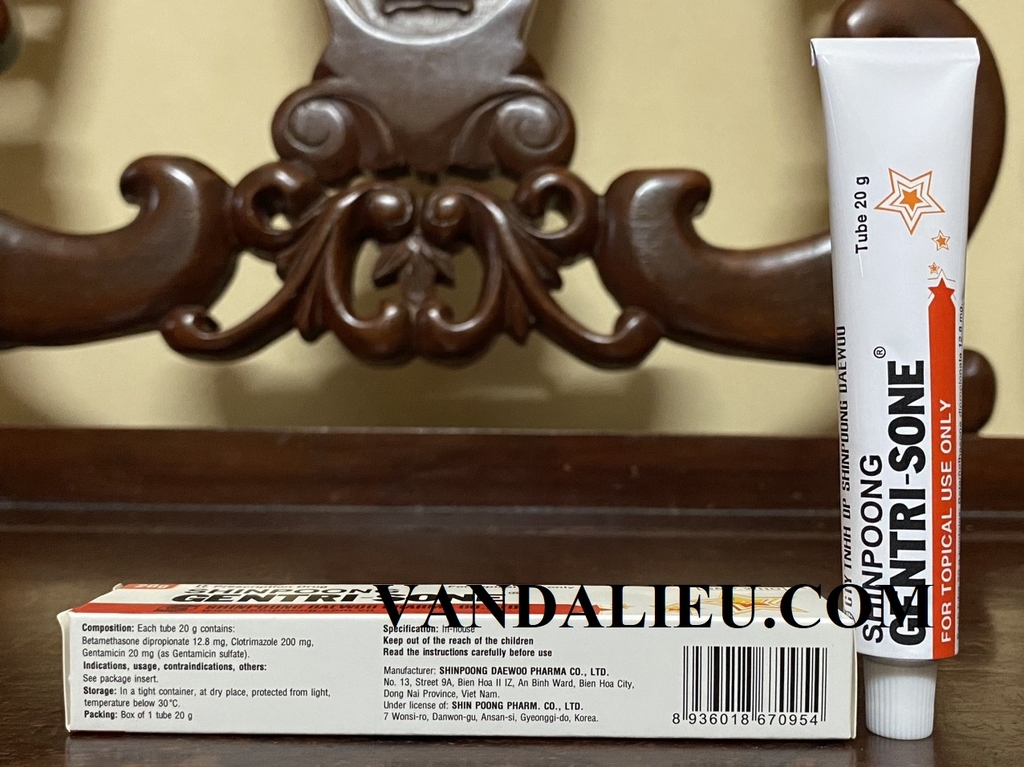 Tube 20 g
SHINPOONG
GENTRI-SONE®
FOR TOPICAL USE ONLY
CTY TNHH DP SHINPOONG DAEWOO
Prescription Drug
GENTRI-SONE
VANDALIEU.COM
Composition: Each tube 20 g contains:
Betamethasone dipropionate 12.8 mg, Clotrimazole 200 mg,
Gentamicin 20 mg (as Gentamicin sulfate).
Indications, usage, contraindications, others:
See package insert.
Storage: In a tight container, at dry place, protected from light,
temperature below 30°C.
Packing: Box of 1 tube 20 g
Specification: In-house
Keep out of the reach of the children
Read the instructions carefully before use
Manufacturer: SHINPOONG DAEWOO PHARMA CO., LTD.
No. 13, Street 9A, Bien Hoa II IZ, An Binh Ward, Bien Hoa City,
Dong Nai Province, Viet Nam.
Under license of: SHIN POONG PHARM. CO., LTD.
7 Wonsi-ro, Danwon-gu, Ansan-si, Gyeonggi-do, Korea.
8 936018 670954